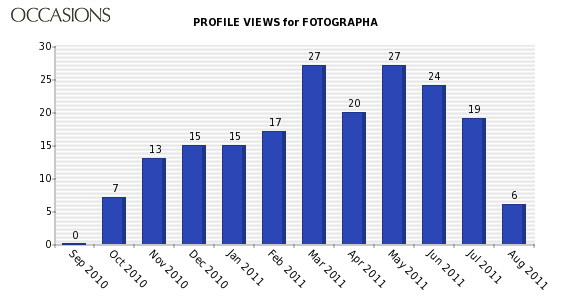 OCCASIONS
PROFILE VIEWS for FOTOGRAPHA
30
25
20
15
10
5
0
0
7
13
15
15
17
27
20
27
24
19
6
Sep 2010
Oct 2010
Nov 2010
Dec 2010
Jan 2011
Feb 2011
Mar 2011
Apr 2011
May 2011
Jun 2011
Jul 2011
Aug 2011